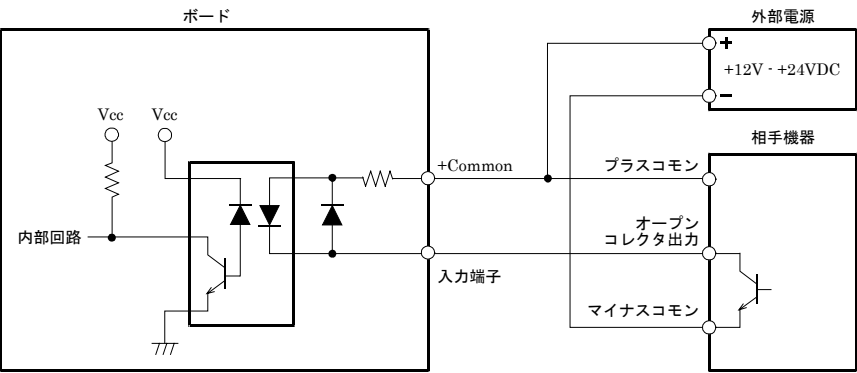 ボード
外部電源
+
+12V - +24VDC
−
相手機器
Vcc
Vcc
+Common
プラスコモン
内部回路
オープン
コレクタ出力
入力端子
マイナスコモン